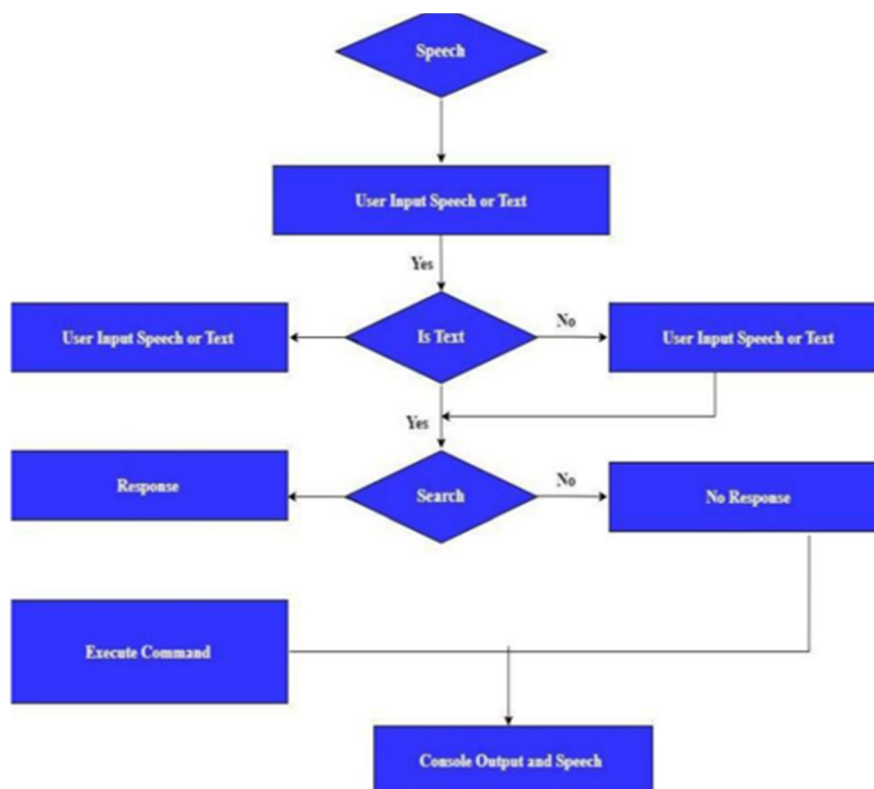 Speech
User Input Speech or Text
Yes
User Input Speech or Text
Is Text
No
User Input Speech or Text
Yes
Response
Search
No
No Response
Execute Command
Console Output and Speech